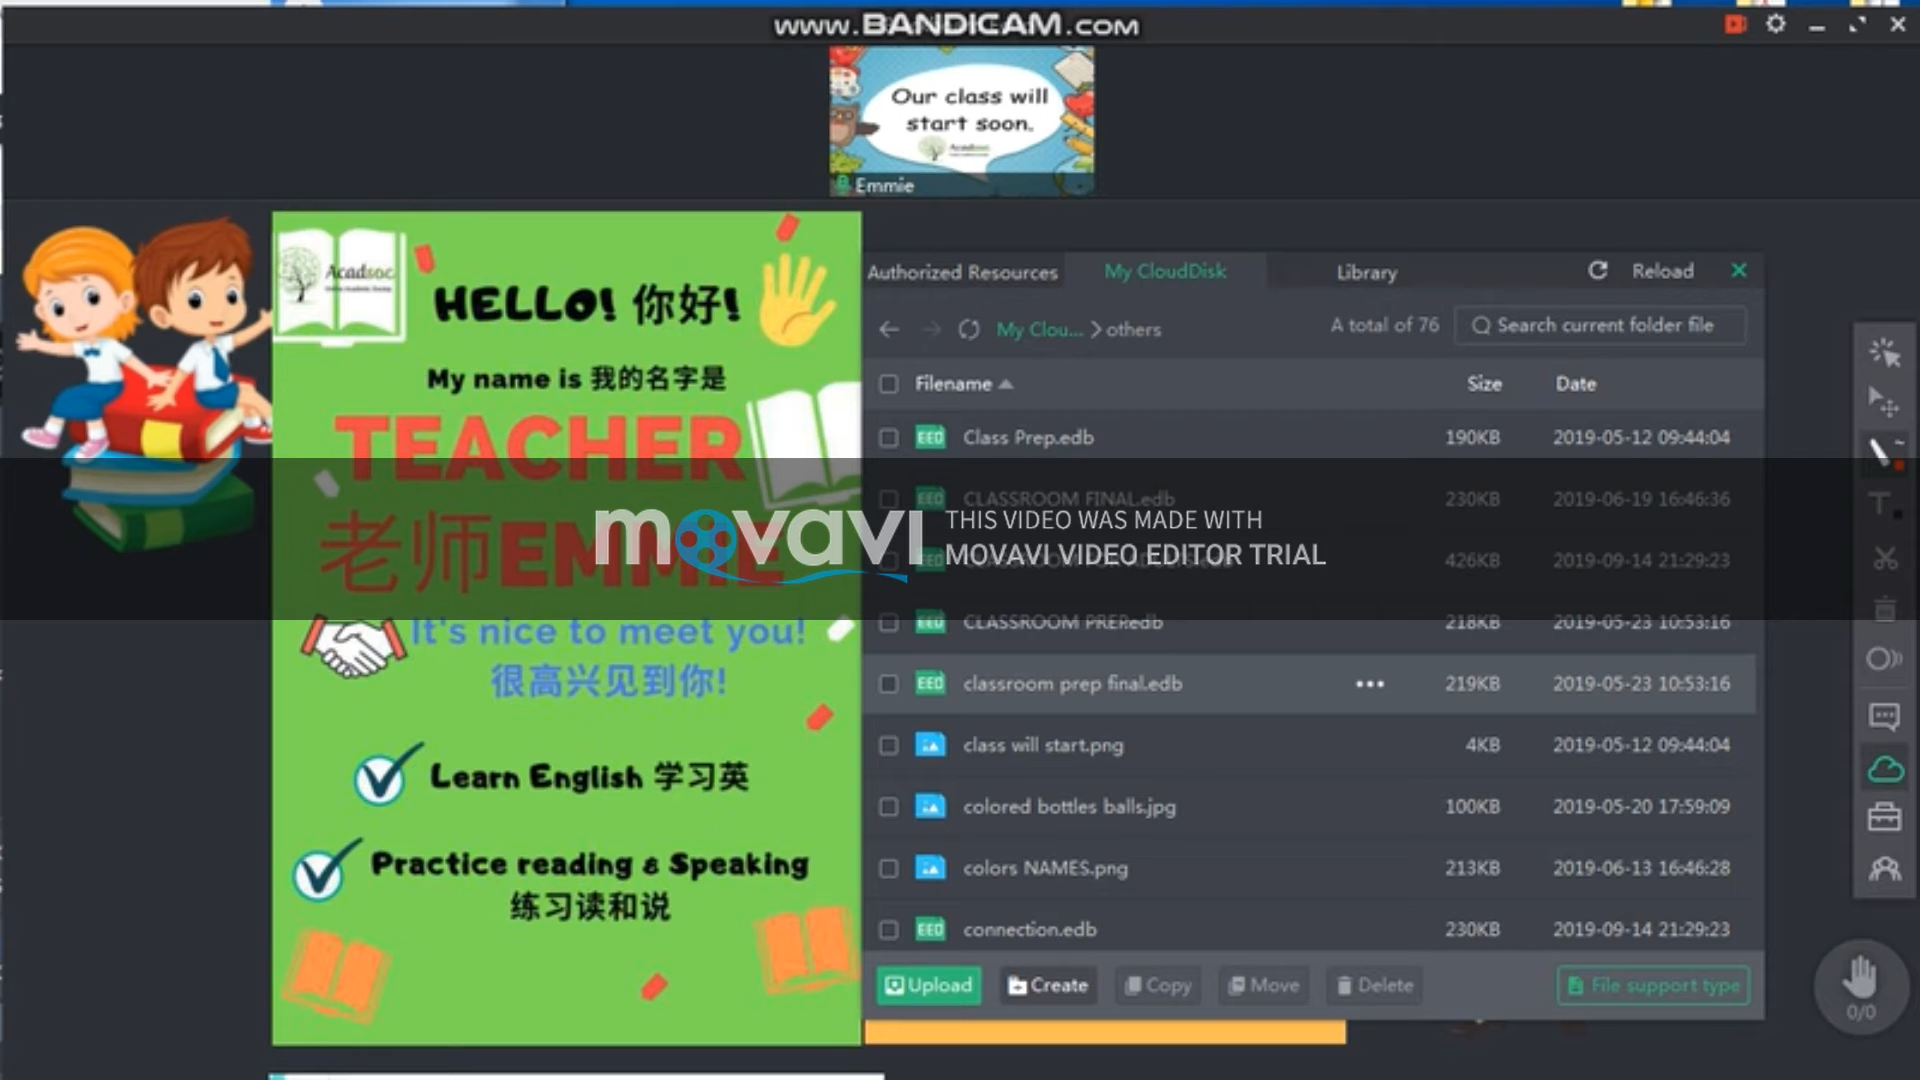 www.BANDICAM.COM
Our class will
start soon.
Acadsoc
Emmie
Acadsoc
HELLO! 你好!
My name is 我的名字是
TEACHER
老师EMMIE
It's nice to meet you!
很高兴见到你!
Learn English 学习英
Practice reading & Speaking
练习读和说
Authorized Resources My CloudDisk Library Reload
My Clou... others A total of 76 Search current folder file
Filename Size Date
EED Class Prep.edb 190KB 2019-05-12 09:44:04
EED CLASSROOM FINAL.edb 230KB 2019-06-19 16:46:36
movavi THIS VIDEO WAS MADE WITH
MOVAVI VIDEO EDITOR TRIAL
EED 426KB 2019-09-14 21:29:23
EED CLASSROOM PREP.edb 218KB 2019-05-23 10:53:16
EED classroom prep final.edb ••• 219KB 2019-05-23 10:53:16
class will start.png 4KB 2019-05-12 09:44:04
colored bottles balls.jpg 100KB 2019-05-20 17:59:09
colors NAMES.png 213KB 2019-06-13 16:46:28
EED connection.edb 230KB 2019-09-14 21:29:23
Upload Create Copy Move Delete File support type
0/0